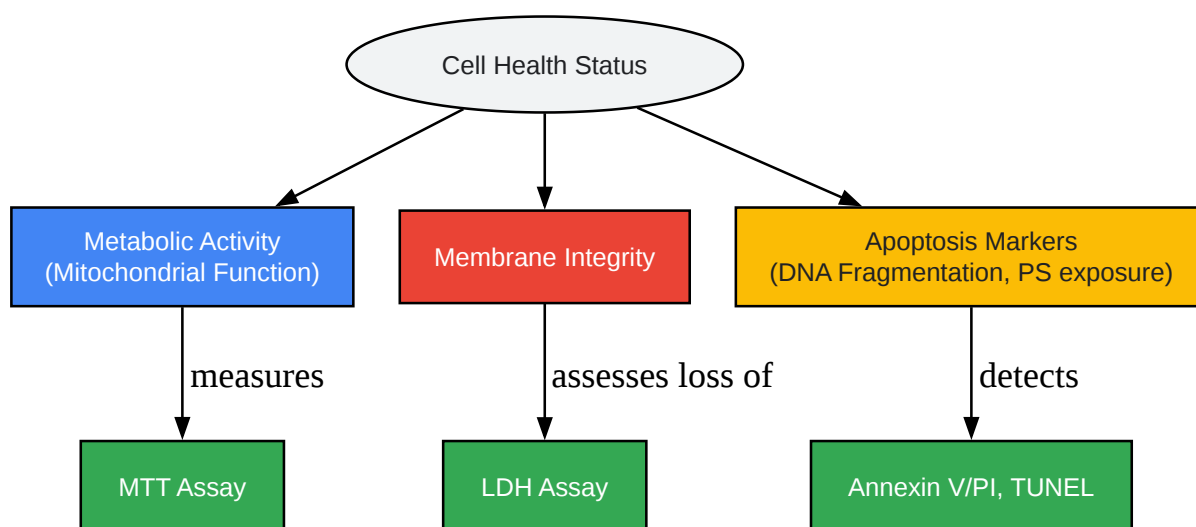 Cell Health Status
Metabolic Activity
(Mitochondrial Function)
Membrane Integrity
Apoptosis Markers
(DNA Fragmentation, PS exposure)
measures
assesses loss of
detects
MTT Assay
LDH Assay
Annexin V/PI, TUNEL